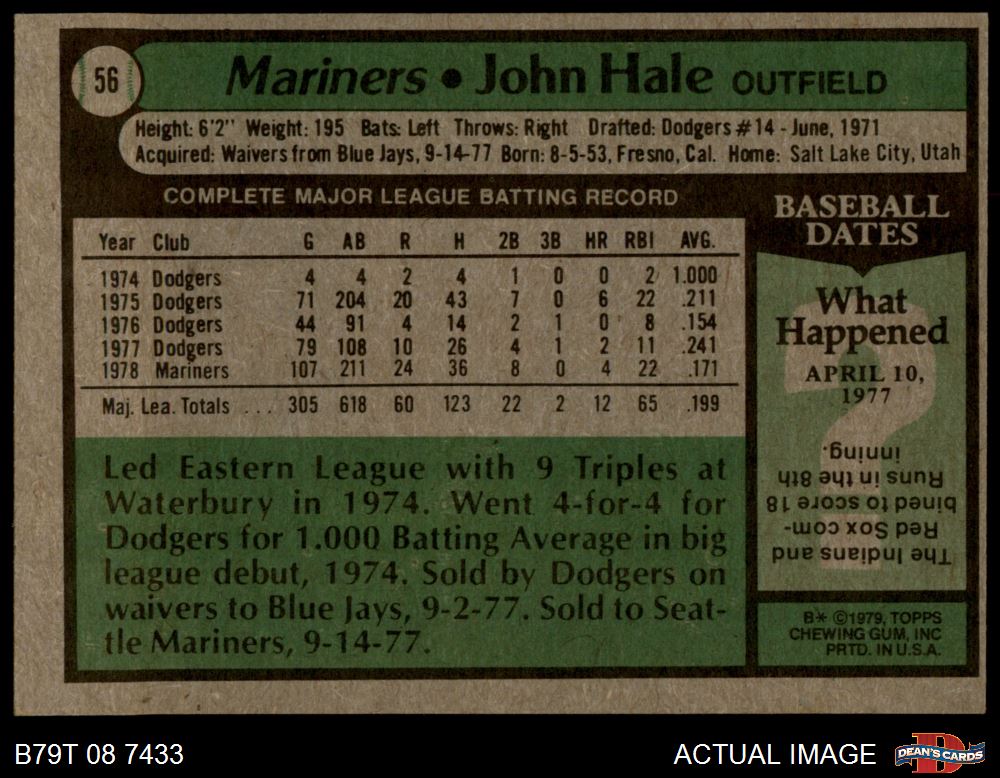 56
Mariners • John Hale OUTFIELD
Height: 6'2" Weight: 195 Bats: Left Throws: Right Drafted: Dodgers #14 - June, 1971
Acquired: Waivers from Blue Jays, 9-14-77 Born: 8-5-53, Fresno, Cal. Home: Salt Lake City, Utah
COMPLETE MAJOR LEAGUE BATTING RECORD
Year Club G AB R H 2B 3B HR RBI AVG.
1974 Dodgers 4 4 2 4 1 0 0 2 1.000
1975 Dodgers 71 204 20 43 7 0 6 22 .211
1976 Dodgers 44 91 4 14 2 1 0 8 .154
1977 Dodgers 79 108 10 26 4 1 2 11 .241
1978 Mariners 107 211 24 36 8 0 4 22 .171
Maj. Lea. Totals ... 305 618 60 123 22 2 12 65 .199
Led Eastern League with 9 Triples at
Waterbury in 1974. Went 4-for-4 for
Dodgers for 1.000 Batting Average in big
league debut, 1974. Sold by Dodgers on
waivers to Blue Jays, 9-2-77. Sold to Seat-
tle Mariners, 9-14-77.
BASEBALL
DATES
What
Happened
APRIL 10,
1977
?
The Indians and
Red Sox com-
bined to score 18
Runs in the 8th
inning.
B* ©1979, TOPPS
CHEWING GUM, INC
PRTD. IN U.S.A.
B79T 08 7433
ACTUAL IMAGE
DEAN'S CARDS